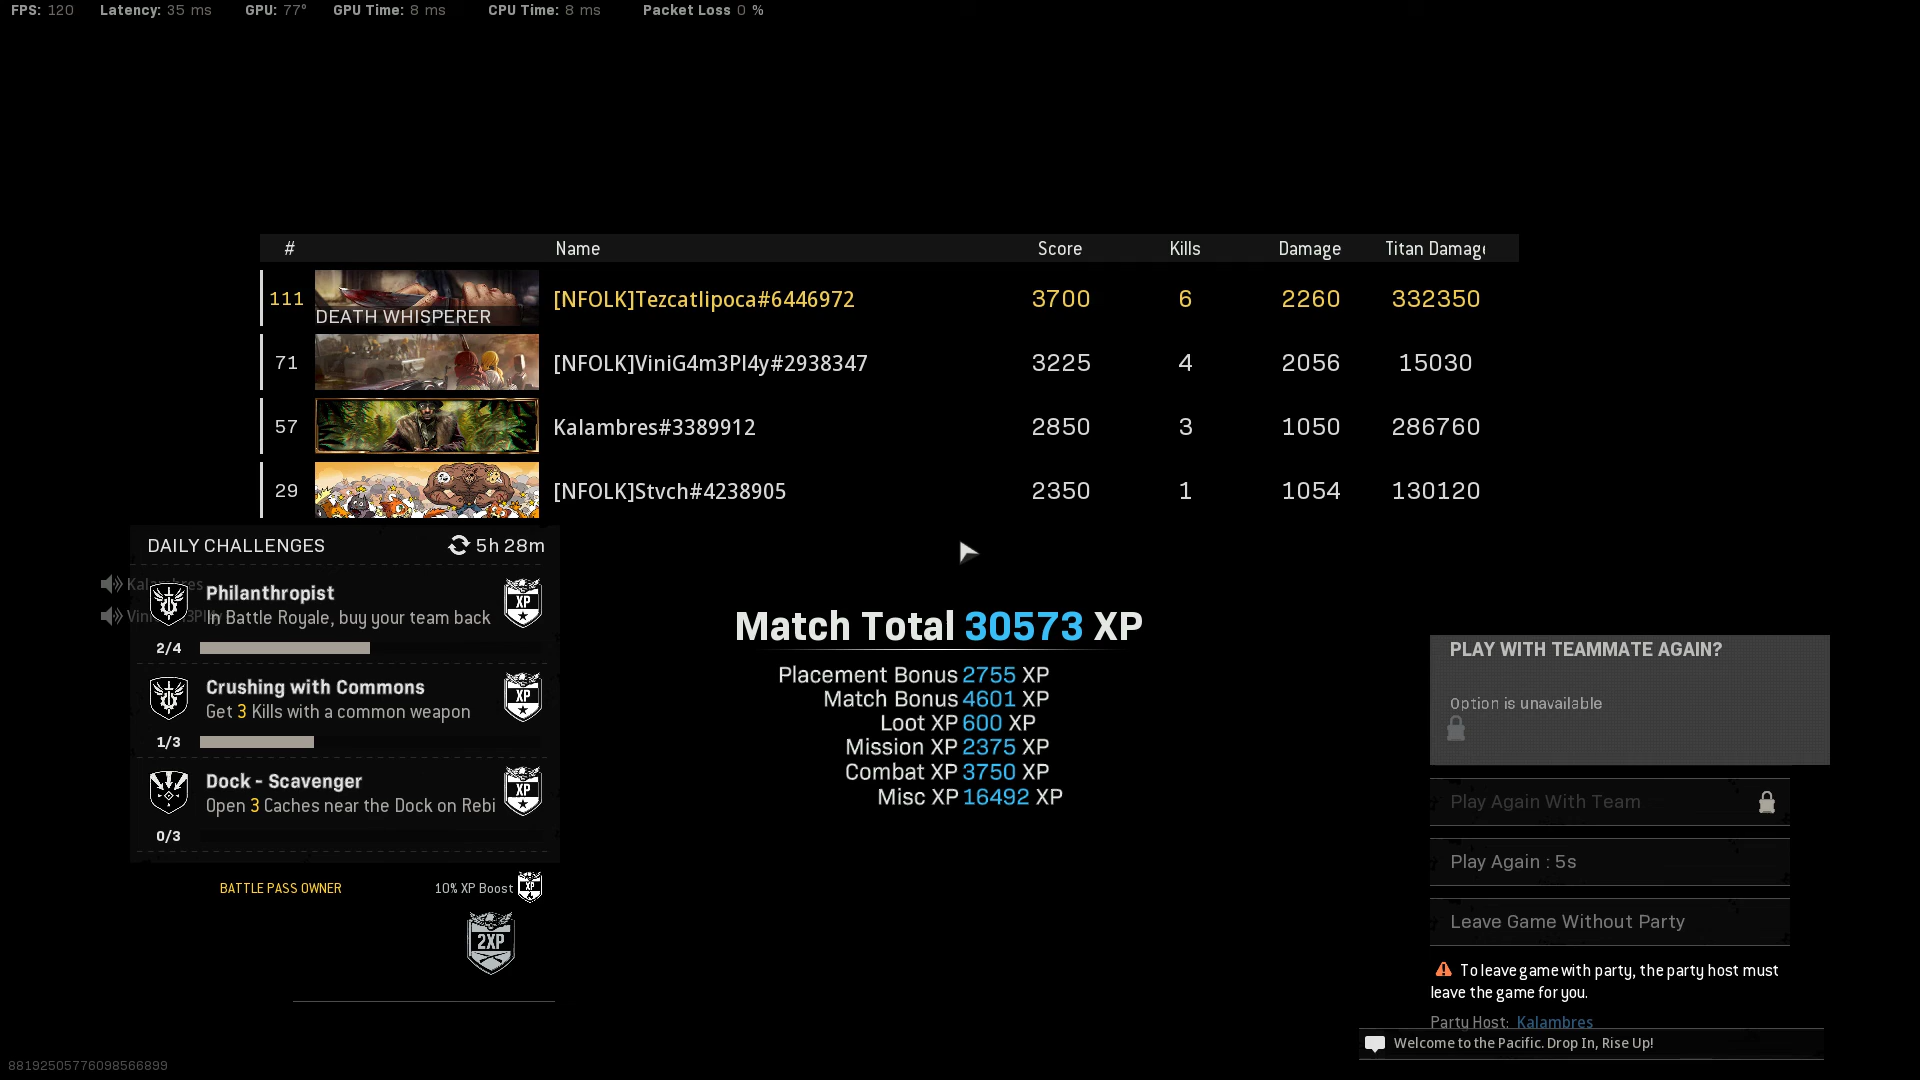 FPS: 120 Latency: 35 ms GPU: 77° GPU Time: 8 ms CPU Time: 8 ms Packet Loss 0 %
# Name Score Kills Damage Titan Damage
111 DEATH WHISPERER [NFOLK]Tezcatlipoca#6446972 3700 6 2260 332350
71 [NFOLK]ViniG4m3Pl4y#2938347 3225 4 2056 15030
57 Kalambres#3389912 2850 3 1050 286760
29 [NFOLK]Stvch#4238905 2350 1 1054 130120
DAILY CHALLENGES 5h 28m
Kalambres
Philanthropist XP
In Battle Royale, buy your team back
2/4
Crushing with Commons XP
Get 3 Kills with a common weapon
1/3
Dock - Scavenger XP
Open 3 Caches near the Dock on Rebi
0/3
BATTLE PASS OWNER 10% XP Boost XP
2XP
Match Total 30573 XP
Placement Bonus 2755 XP
Match Bonus 4601 XP
Loot XP 600 XP
Mission XP 2375 XP
Combat XP 3750 XP
Misc XP 16492 XP
PLAY WITH TEAMMATE AGAIN?
Option is unavailable
Play Again With Team
Play Again : 5s
Leave Game Without Party
To leave game with party, the party host must
leave the game for you.
Party Host: Kalambres
Welcome to the Pacific. Drop In, Rise Up!
88192505776098566899